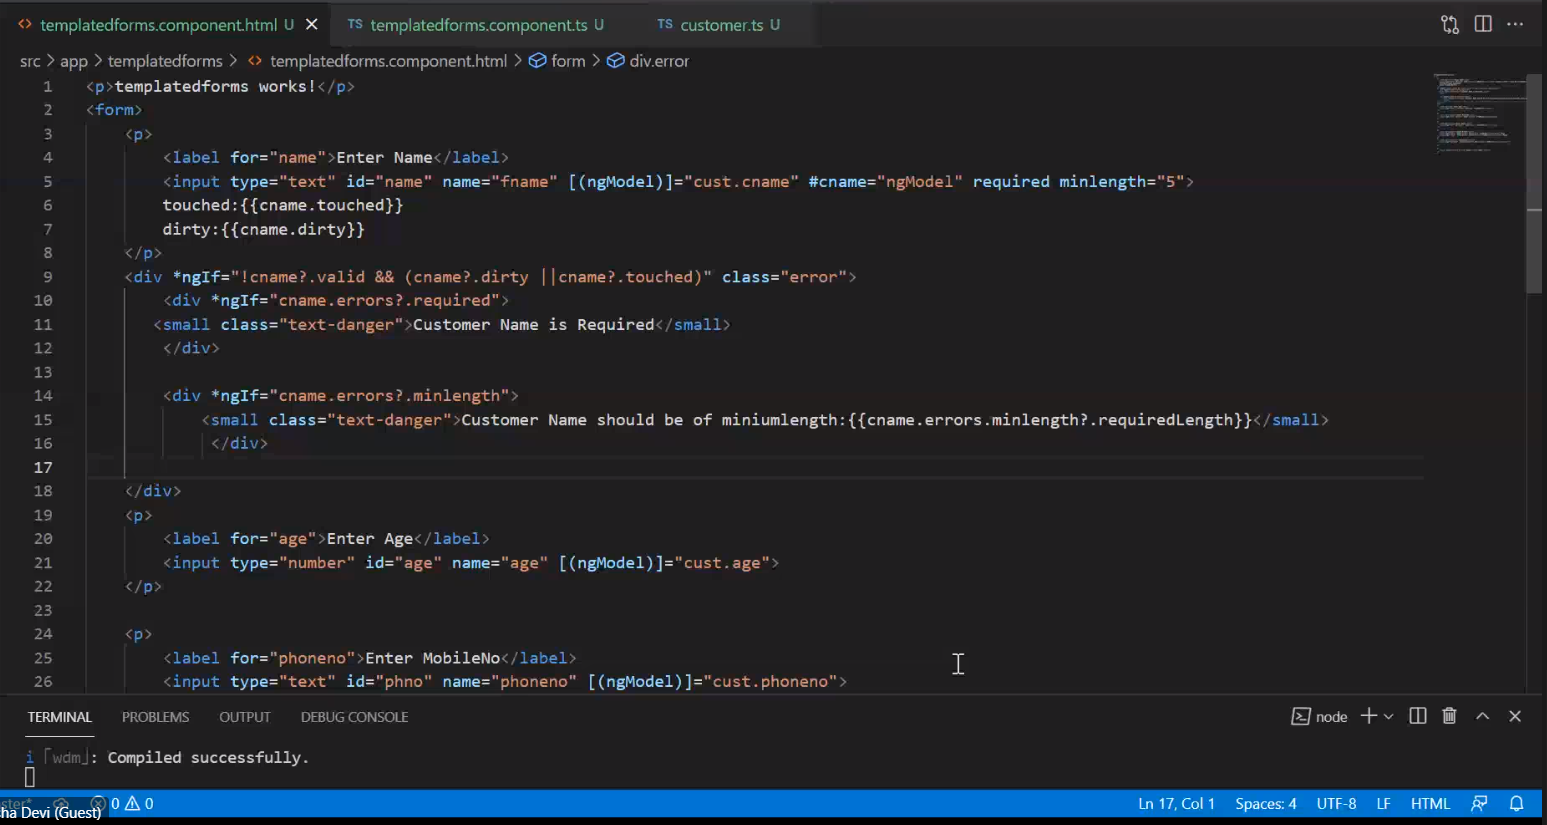 <> templatedforms.component.html U × TS templatedforms.component.ts U TS customer.ts U ···
src > app > templatedforms > <> templatedforms.component.html > form > div.error
1 <p>templatedforms works!</p>
2 <form>
3 <p>
4 <label for="name">Enter Name</label>
5 <input type="text" id="name" name="fname" [(ngModel)]="cust.cname" #cname="ngModel" required minlength="5">
6 touched:{{cname.touched}}
7 dirty:{{cname.dirty}}
8 </p>
9 <div *ngIf="!cname?.valid && (cname?.dirty ||cname?.touched)" class="error">
10 <div *ngIf="cname.errors?.required">
11 <small class="text-danger">Customer Name is Required</small>
12 </div>
13
14 <div *ngIf="cname.errors?.minlength">
15 <small class="text-danger">Customer Name should be of miniumlength:{{cname.errors.minlength?.requiredLength}}</small>
16 </div>
17
18 </div>
19 <p>
20 <label for="age">Enter Age</label>
21 <input type="number" id="age" name="age" [(ngModel)]="cust.age">
22 </p>
23
24 <p>
25 <label for="phoneno">Enter MobileNo</label>
26 <input type="text" id="phno" name="phoneno" [(ngModel)]="cust.phoneno">
TERMINAL PROBLEMS OUTPUT DEBUG CONSOLE node
i ｢wdm｣: Compiled successfully.
0 0 Ln 17, Col 1 Spaces: 4 UTF-8 LF HTML
ha Devi (Guest)